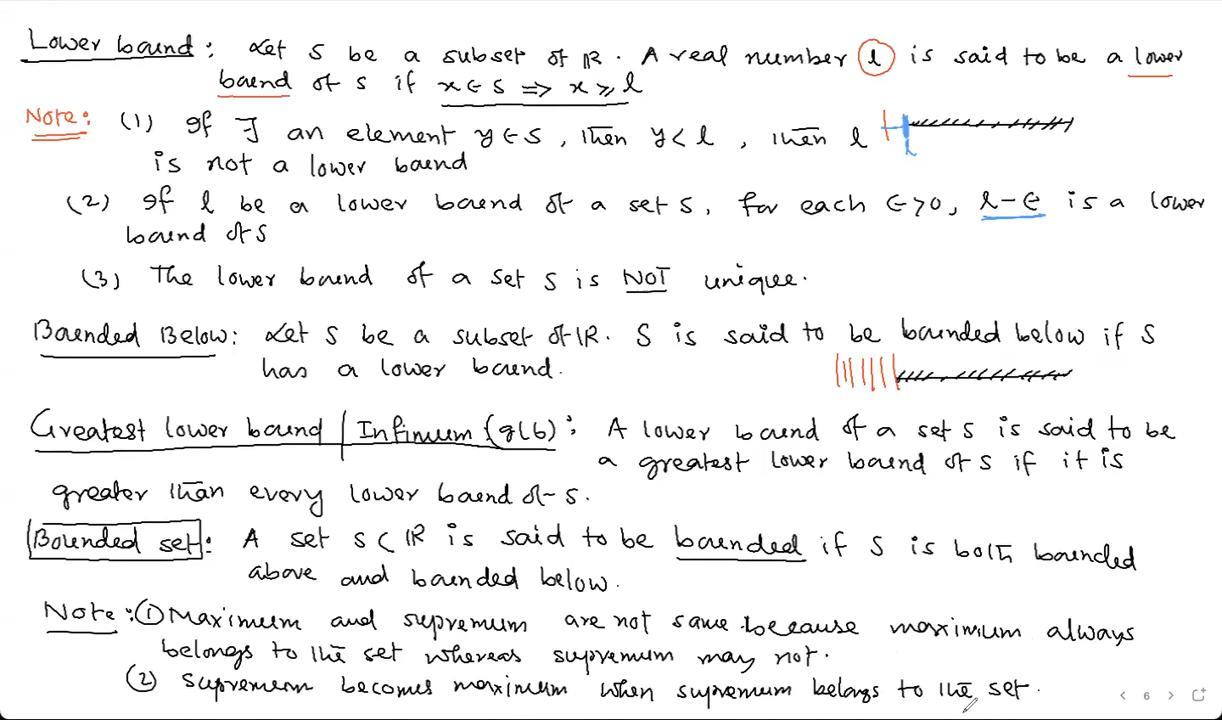 Lower bound: Let S be a subset of ℝ. A real number l is said to be a lower
bound of S if x ∈ S ⟹ x ⩾ l
Note: (1) If ∃ an element y ∈ S, then y < l, then l
is not a lower bound
l
(2) If l be a lower bound of a set S, for each ∈ > 0, l - ∈ is a lower
bound of S
(3) The lower bound of a set S is NOT unique.
Bounded Below: Let S be a subset of ℝ. S is said to be bounded below if S
has a lower bound.
Greatest lower bound | Infimum (glb): A lower bound of a set S is said to be
a greatest lower bound of S if it is
greater than every lower bound of S.
Bounded set: A set S ⊂ ℝ is said to be bounded if S is both bounded
above and bounded below.
Note: ① Maximum and supremum are not same because maximum always
belongs to the set whereas supremum may not.
(2) Supremum becomes maximum when supremum belongs to the set.
< 6 >